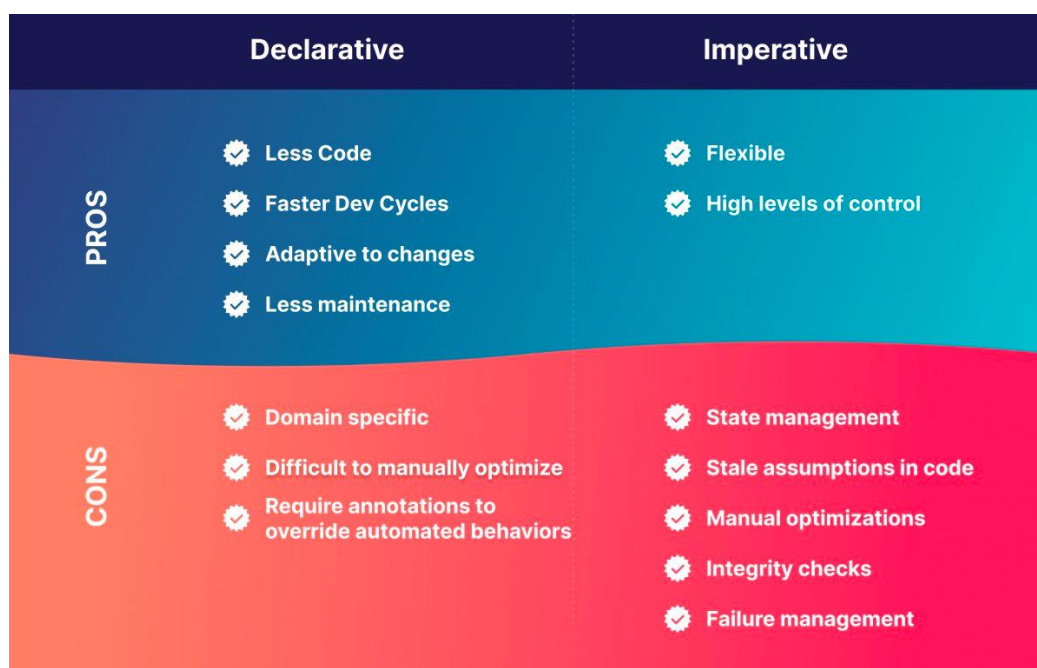 Declarative
Imperative
PROS
Less Code
Faster Dev Cycles
Adaptive to changes
Less maintenance
Flexible
High levels of control
CONS
Domain specific
Difficult to manually optimize
Require annotations to
override automated behaviors
State management
Stale assumptions in code
Manual optimizations
Integrity checks
Failure management